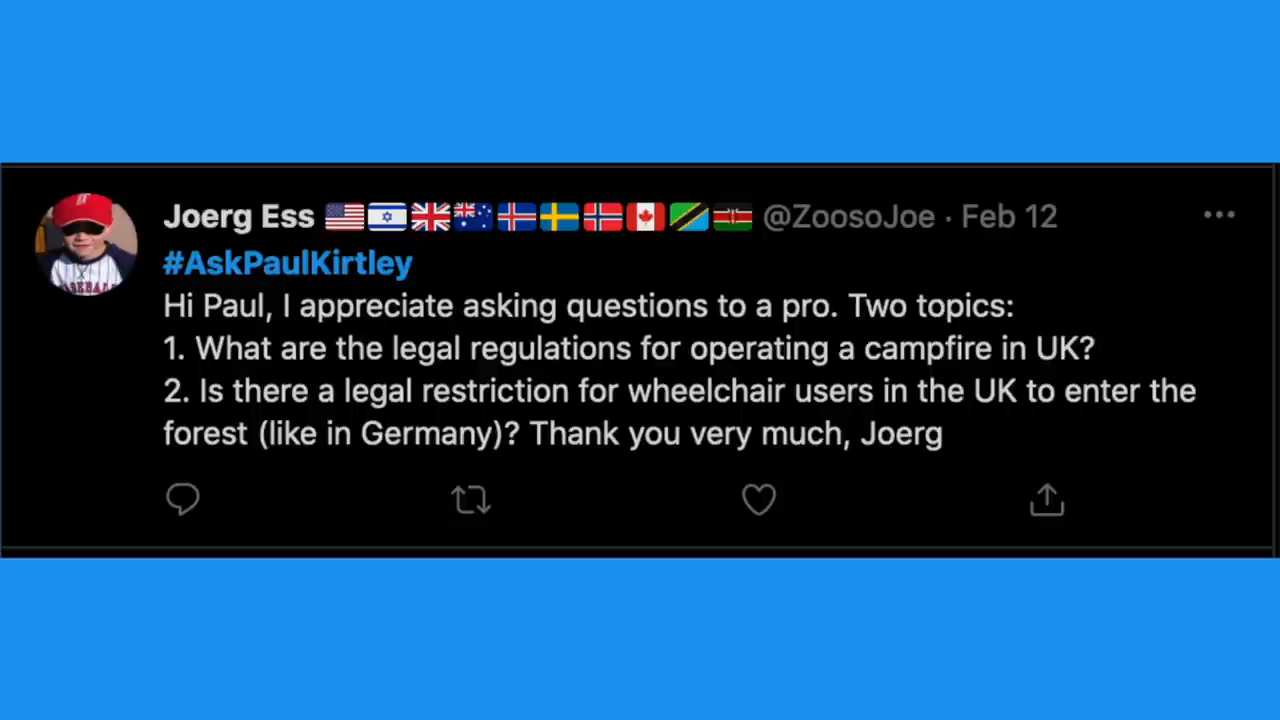 Joerg Ess 🇺🇸🇮🇱🇬🇧🇦🇺🇮🇸🇸🇪🇳🇴🇨🇦🇹🇿🇰🇪 @ZoosoJoe · Feb 12
#AskPaulKirtley
Hi Paul, I appreciate asking questions to a pro. Two topics:
1. What are the legal regulations for operating a campfire in UK?
2. Is there a legal restriction for wheelchair users in the UK to enter the
forest (like in Germany)? Thank you very much, Joerg